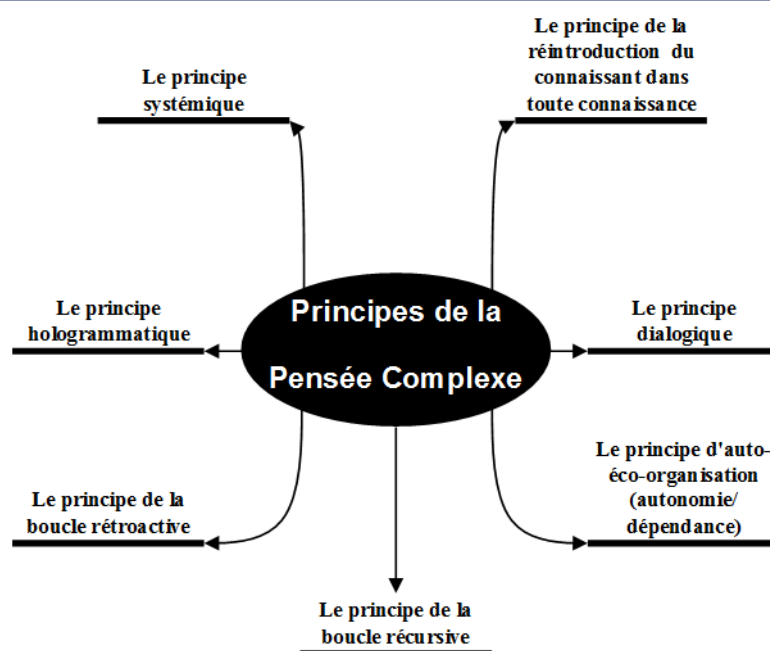 Le principe de la
réintroduction du
connaissant dans
toute connaissance
Le principe
systémique
Principes de la
Pensée Complexe
Le principe
hologrammatique
Le principe
dialogique
Le principe de la
boucle rétroactive
Le principe d'auto-
éco-organisation
(autonomie/
dépendance)
Le principe de la
boucle récursive